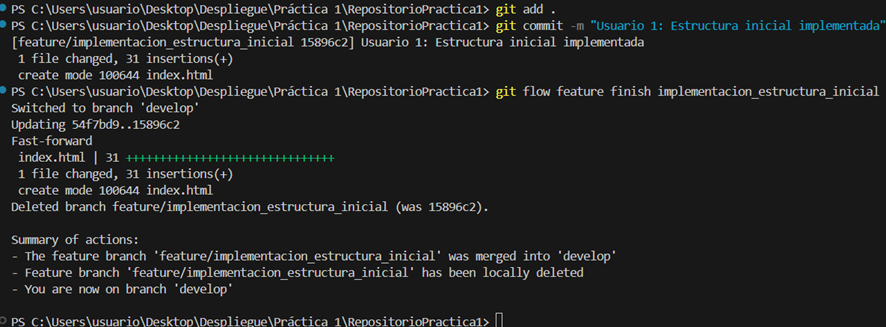 PS C:\Users\usuario\Desktop\Despliegue\Práctica 1\RepositorioPractica1> git add .
PS C:\Users\usuario\Desktop\Despliegue\Práctica 1\RepositorioPractica1> git commit -m "Usuario 1: Estructura inicial implementada"
[feature/implementacion_estructura_inicial 15896c2] Usuario 1: Estructura inicial implementada
 1 file changed, 31 insertions(+)
 create mode 100644 index.html
PS C:\Users\usuario\Desktop\Despliegue\Práctica 1\RepositorioPractica1> git flow feature finish implementacion_estructura_inicial
Switched to branch 'develop'
Updating 54f7bd9..15896c2
Fast-forward
 index.html | 31 +++++++++++++++++++++++++++++++
 1 file changed, 31 insertions(+)
 create mode 100644 index.html
Deleted branch feature/implementacion_estructura_inicial (was 15896c2).
Summary of actions:
- The feature branch 'feature/implementacion_estructura_inicial' was merged into 'develop'
- Feature branch 'feature/implementacion_estructura_inicial' has been locally deleted
- You are now on branch 'develop'
PS C:\Users\usuario\Desktop\Despliegue\Práctica 1\RepositorioPractica1>